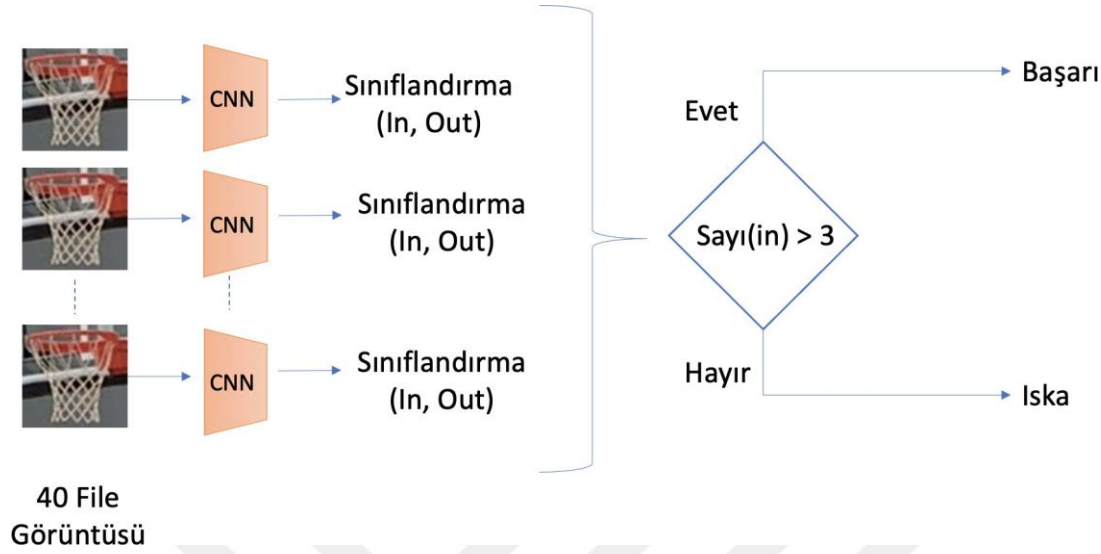 CNN
Sınıflandırma
(In, Out)
CNN
Sınıflandırma
(In, Out)
CNN
Sınıflandırma
(In, Out)
40 File
Görüntüsü
Evet
Başarı
Sayı(in) > 3
Hayır
Iska